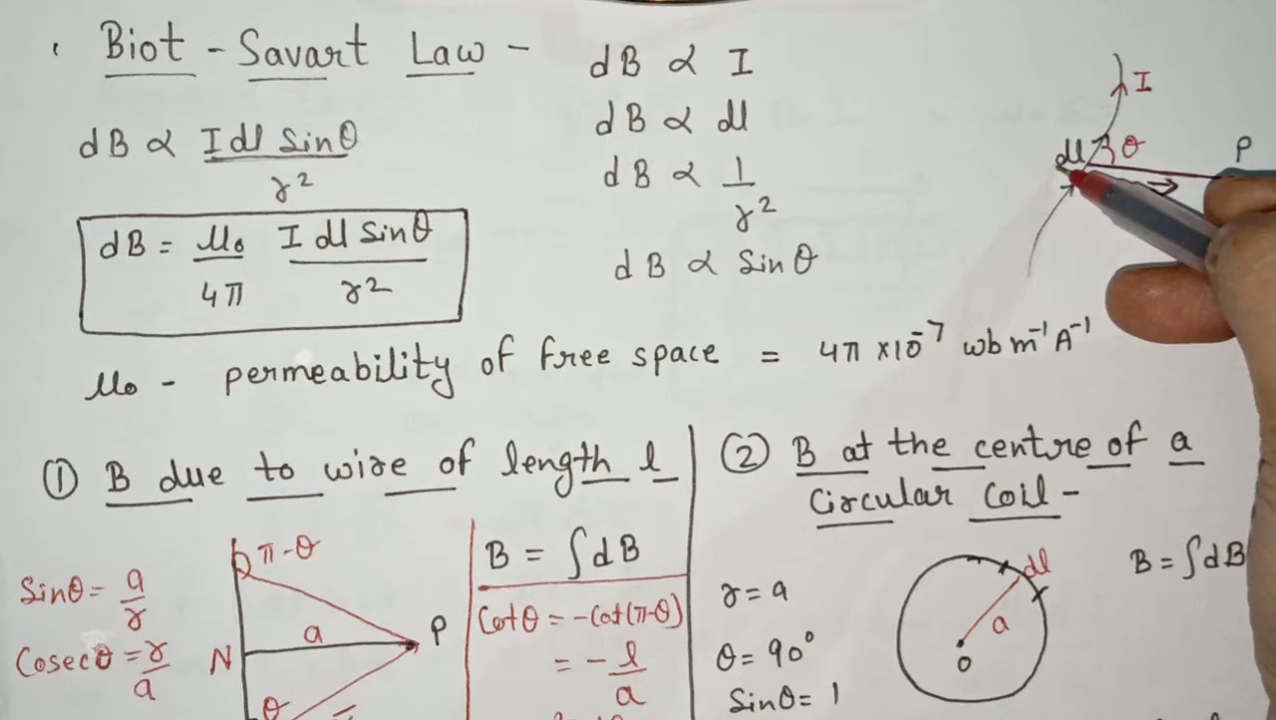 Biot - Savart Law -
dB ∝ I dl Sinθ / r²
dB = μ₀/4π I dl Sinθ / r²
dB ∝ I
dB ∝ dl
dB ∝ 1/r²
dB ∝ Sinθ
I
dl θ P
μ₀ - permeability of free space = 4π ×10⁻⁷ wb m⁻¹ A⁻¹
① B due to wire of length l
Sinθ = a/r
Cosecθ = r/a
π-θ
a
N
P
θ
B = ∫dB
Cotθ = -Cot(π-θ)
= -l/a
② B at the centre of a
Circular Coil -
r = a
θ = 90°
Sinθ = 1
dl
a
O
B = ∫dB